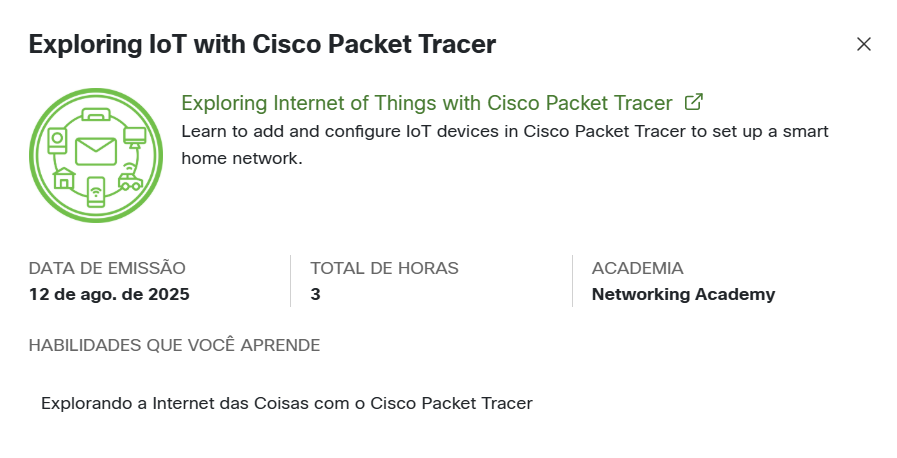 Exploring IoT with Cisco Packet Tracer
Exploring Internet of Things with Cisco Packet Tracer
Learn to add and configure IoT devices in Cisco Packet Tracer to set up a smart
home network.
DATA DE EMISSÃO
12 de ago. de 2025
TOTAL DE HORAS
3
ACADEMIA
Networking Academy
HABILIDADES QUE VOCÊ APRENDE
Explorando a Internet das Coisas com o Cisco Packet Tracer